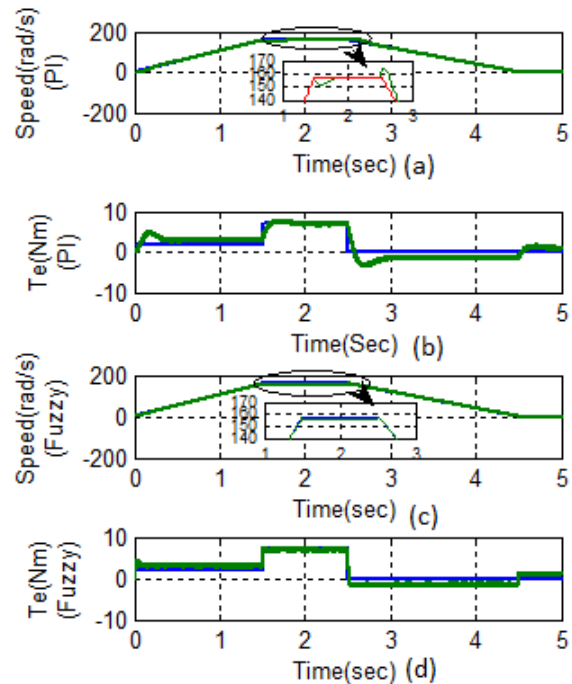 Speed(rad/s)
(PI)
200
0
-200
170
160
150
140
1 2 3
0 1 2 3 4 5
Time(sec) (a)
Te(Nm)
(PI)
10
0
-10
0 1 2 3 4 5
Time(Sec) (b)
Speed(rad/s)
(Fuzzy)
200
0
-200
170
160
150
140
1 2 3
0 1 2 3 4 5
Time(sec) (c)
Te(Nm)
(Fuzzy)
10
0
-10
0 1 2 3 4 5
Time(sec) (d)